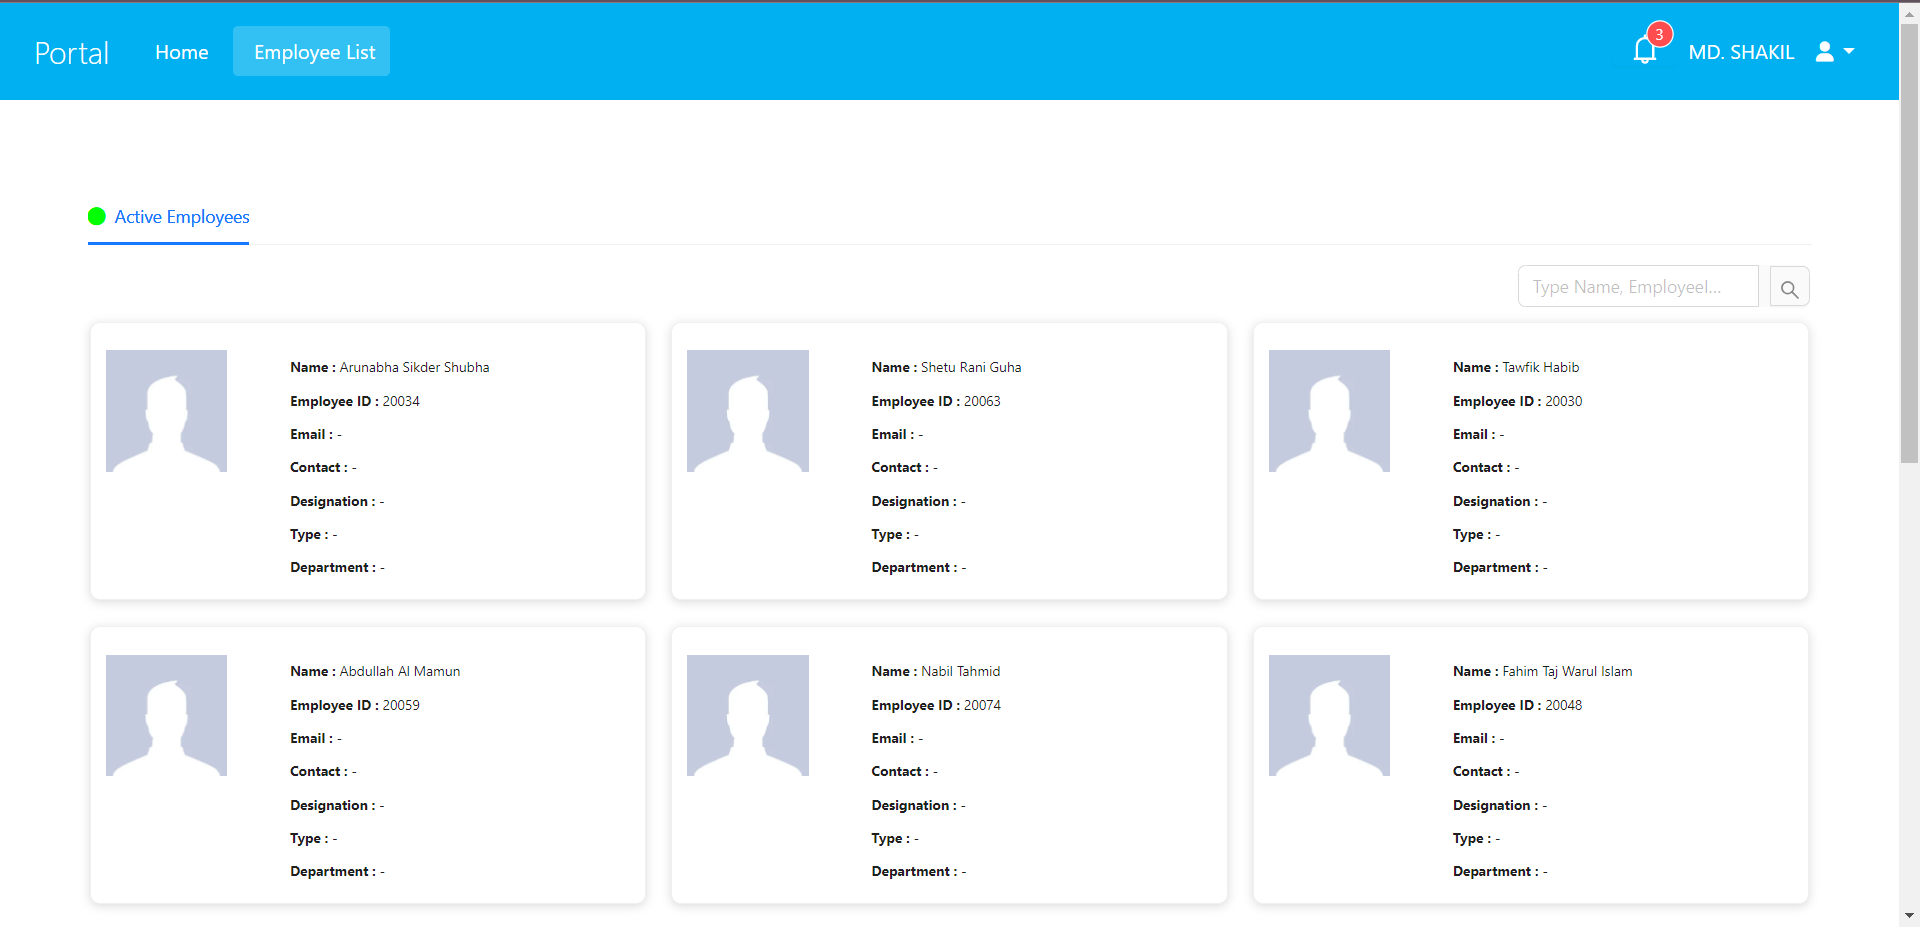 Portal Home Employee List 3 MD. SHAKIL
Active Employees
Type Name, EmployeeI...
Name : Arunabha Sikder Shubha
Employee ID : 20034
Email : -
Contact : -
Designation : -
Type : -
Department : -
Name : Shetu Rani Guha
Employee ID : 20063
Email : -
Contact : -
Designation : -
Type : -
Department : -
Name : Tawfik Habib
Employee ID : 20030
Email : -
Contact : -
Designation : -
Type : -
Department : -
Name : Abdullah Al Mamun
Employee ID : 20059
Email : -
Contact : -
Designation : -
Type : -
Department : -
Name : Nabil Tahmid
Employee ID : 20074
Email : -
Contact : -
Designation : -
Type : -
Department : -
Name : Fahim Taj Warul Islam
Employee ID : 20048
Email : -
Contact : -
Designation : -
Type : -
Department : -